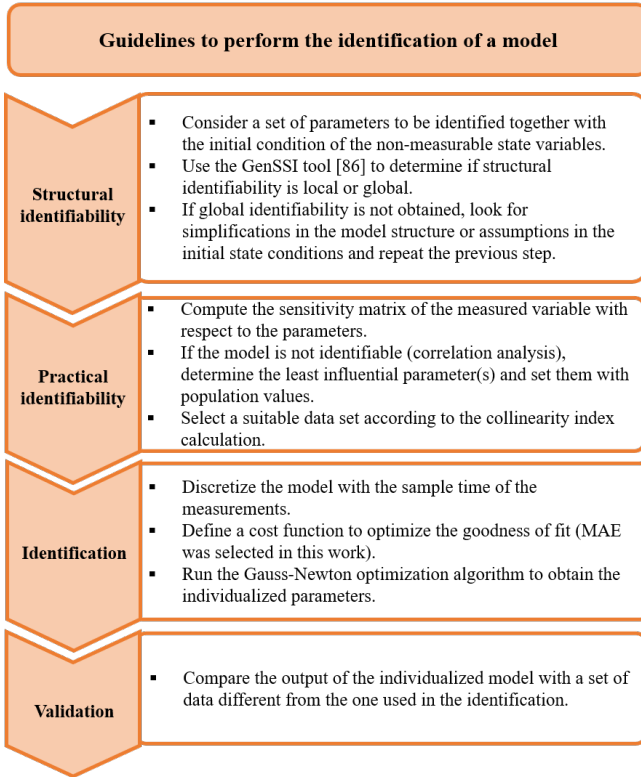 Guidelines to perform the identification of a model
Structural
identifiability
▪ Consider a set of parameters to be identified together with
the initial condition of the non-measurable state variables.
▪ Use the GenSSI tool [86] to determine if structural
identifiability is local or global.
▪ If global identifiability is not obtained, look for
simplifications in the model structure or assumptions in the
initial state conditions and repeat the previous step.
Practical
identifiability
▪ Compute the sensitivity matrix of the measured variable with
respect to the parameters.
▪ If the model is not identifiable (correlation analysis),
determine the least influential parameter(s) and set them with
population values.
▪ Select a suitable data set according to the collinearity index
calculation.
Identification
▪ Discretize the model with the sample time of the
measurements.
▪ Define a cost function to optimize the goodness of fit (MAE
was selected in this work).
▪ Run the Gauss-Newton optimization algorithm to obtain the
individualized parameters.
Validation
▪ Compare the output of the individualized model with a set of
data different from the one used in the identification.